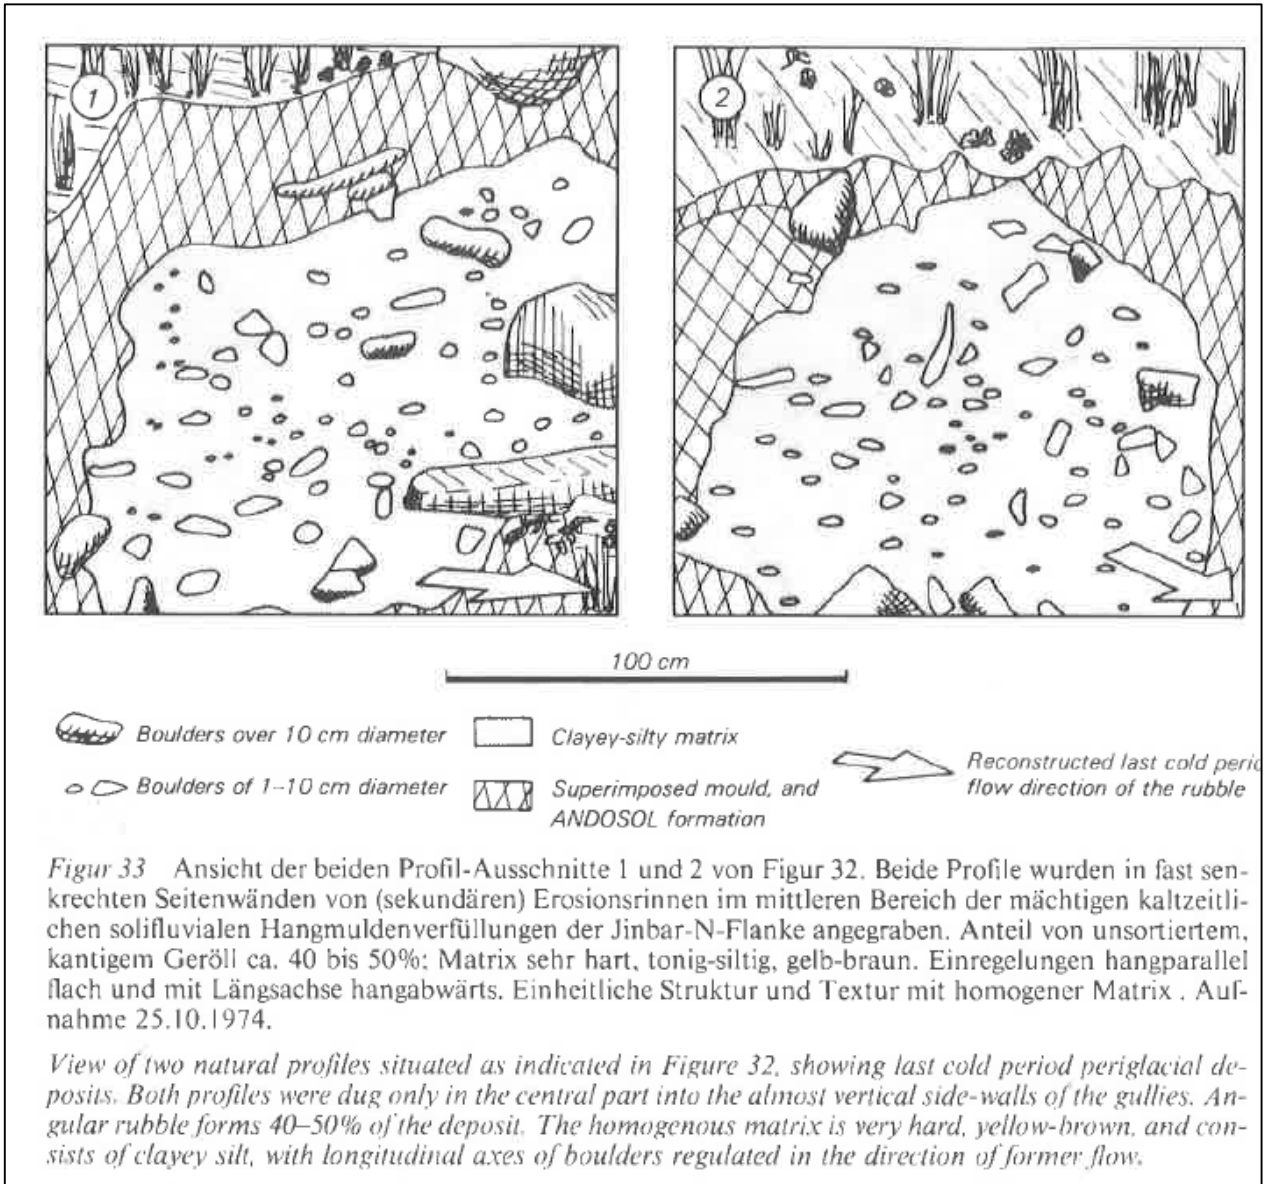 1
2
100 cm
Boulders over 10 cm diameter
Clayey-silty matrix
Boulders of 1-10 cm diameter
Superimposed mould, and
ANDOSOL formation
Reconstructed last cold perio
flow direction of the rubble
Figur 33 Ansicht der beiden Profil-Ausschnitte 1 und 2 von Figur 32. Beide Profile wurden in fast sen-
krechten Seitenwänden von (sekundären) Erosionsrinnen im mittleren Bereich der mächtigen kaltzeitli-
chen solifluvialen Hangmuldenverfüllungen der Jinbar-N-Flanke angegraben. Anteil von unsortiertem,
kantigem Geröll ca. 40 bis 50%; Matrix sehr hart, tonig-siltig, gelb-braun. Einregelungen hangparallel
flach und mit Längsachse hangabwärts. Einheitliche Struktur und Textur mit homogener Matrix . Auf-
nahme 25.10.1974.
View of two natural profiles situated as indicated in Figure 32, showing last cold period periglacial de-
posits. Both profiles were dug only in the central part into the almost vertical side-walls of the gullies. An-
gular rubble forms 40–50% of the deposit. The homogenous matrix is very hard, yellow-brown, and con-
sists of clayey silt, with longitudinal axes of boulders regulated in the direction of former flow.